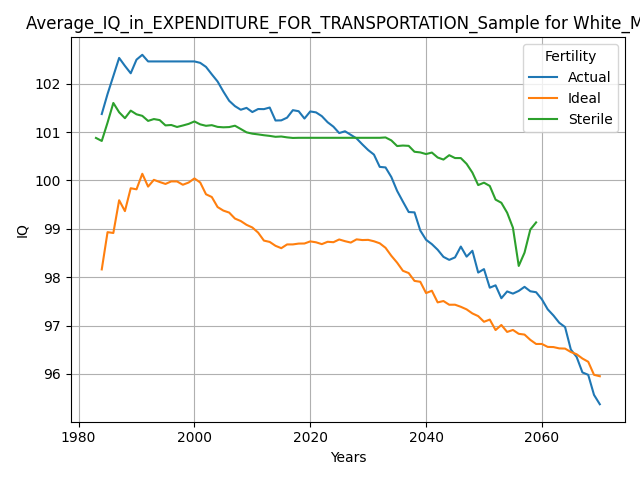 Average_IQ_in_EXPENDITURE_FOR_TRANSPORTATION_Sample for White_M
Fertility
Actual
Ideal
Sterile
IQ
102
101
100
99
98
97
96
1980
2000
2020
2040
2060
Years